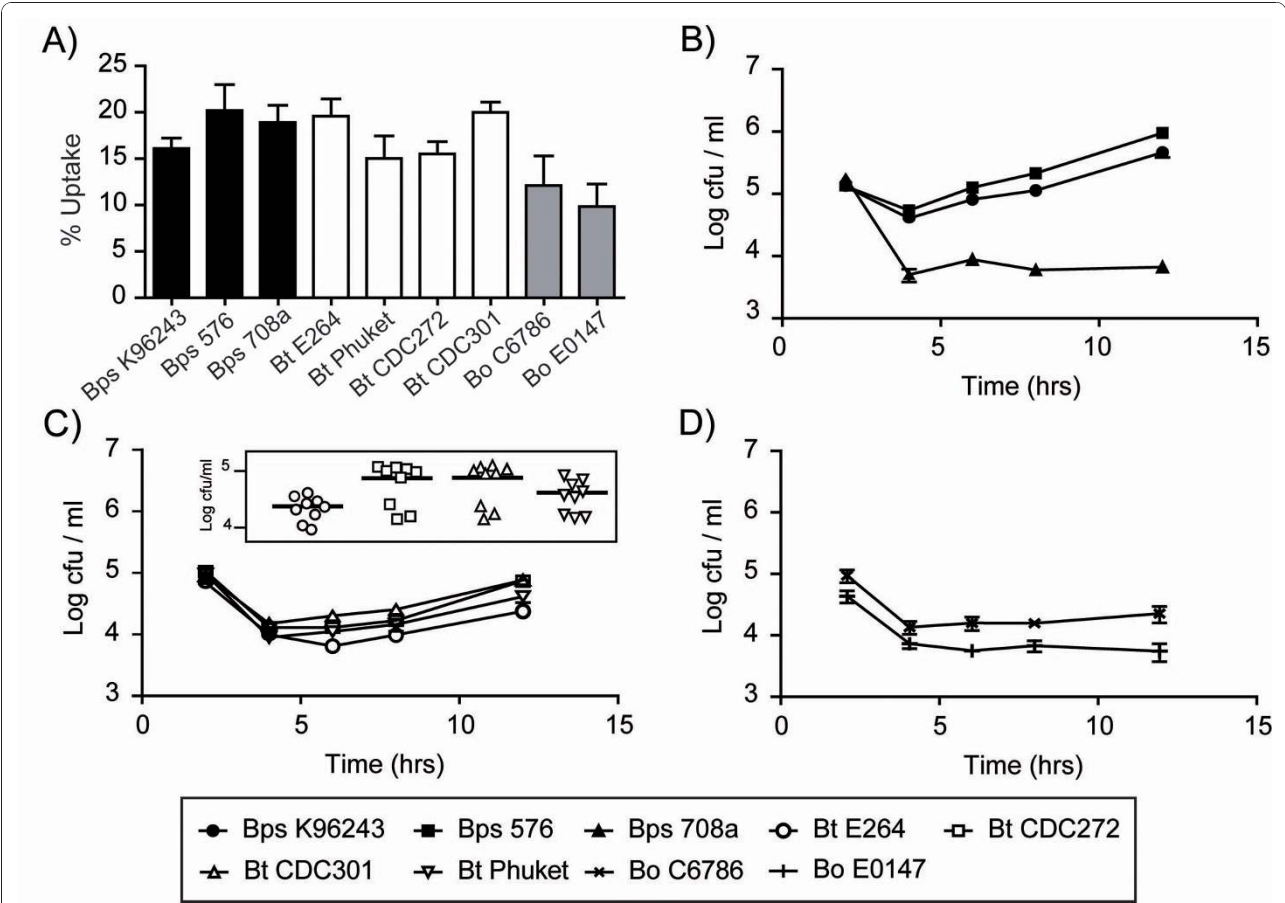 A)
25
20
15
10
5
0
% Uptake
Bps K96243
Bps 576
Bps 708a
Bt E264
Bt Phuket
Bt CDC272
Bt CDC301
Bo C6786
Bo E0147
B)
7
6
5
4
3
Log cfu / ml
0 5 10 15
Time (hrs)
C)
7
6
5
4
3
Log cfu / ml
Log cfu/ml
5
4
0 5 10 15
Time (hrs)
D)
7
6
5
4
3
Log cfu / ml
0 5 10 15
Time (hrs)
Bps K96243 Bps 576 Bps 708a Bt E264 Bt CDC272
Bt CDC301 Bt Phuket Bo C6786 Bo E0147